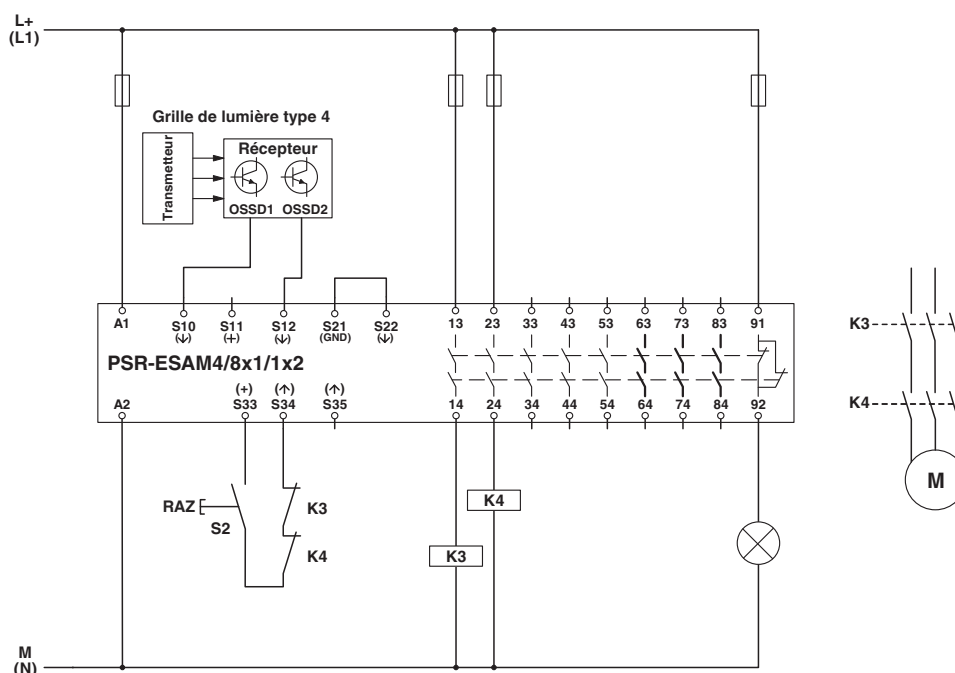 L+
(L1)
Grille de lumière type 4
Transmetteur
Récepteur
OSSD1 OSSD2
A1 S10 S11 S12 S21 S22 13 23 33 43 53 63 73 83 91
(↓) (+) (↓) (GND) (↓)
PSR-ESAM4/8x1/1x2
(+) (↑) (↑)
A2 S33 S34 S35 14 24 34 44 54 64 74 84 92
K3
K4
M
RAZ
S2
K3
K4
K4
K3
M
(N)